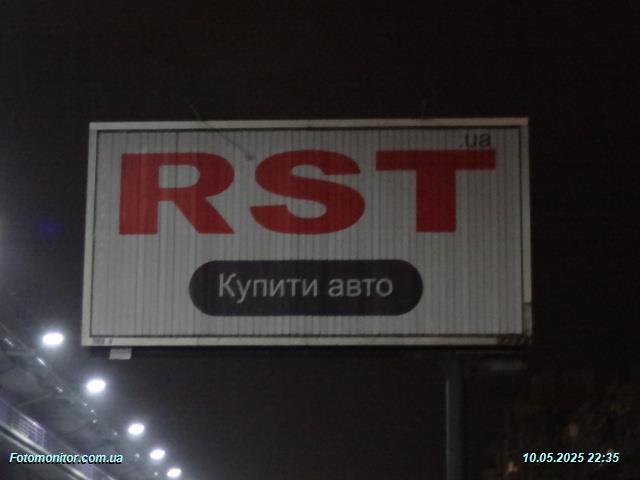 .ua
RST
Купити авто
Fotomonitor.com.ua
10.05.2025 22:35